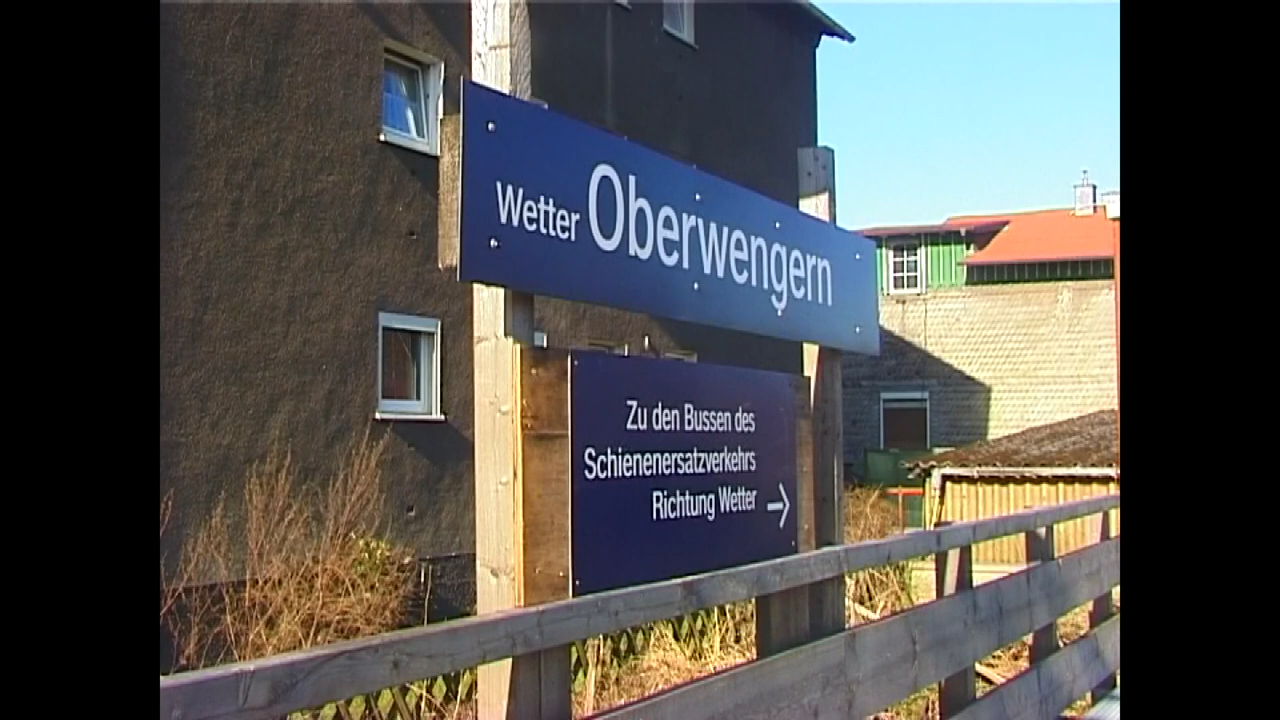 Wetter Oberwengern
Zu den Bussen des
Schienenersatzverkehrs
Richtung Wetter →